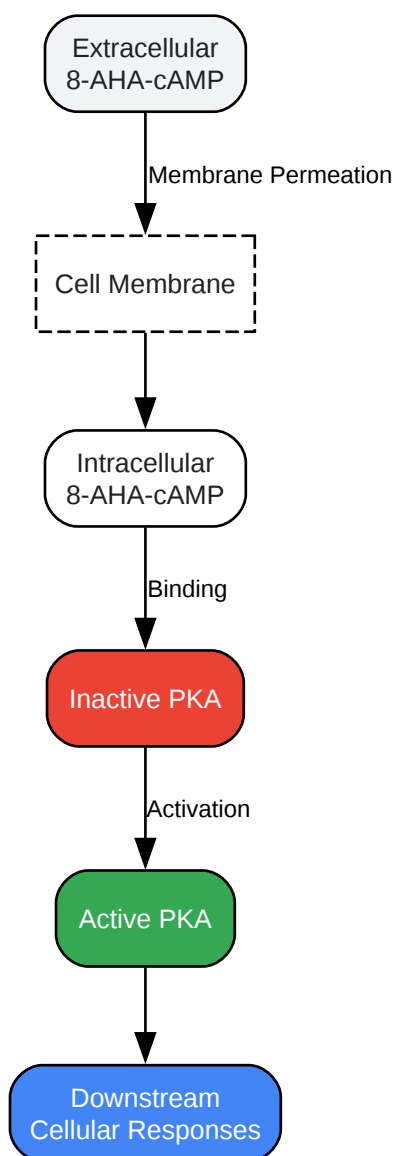 Extracellular
8-AHA-cAMP
Membrane Permeation
Cell Membrane
Intracellular
8-AHA-cAMP
Binding
Inactive PKA
Activation
Active PKA
Downstream
Cellular Responses